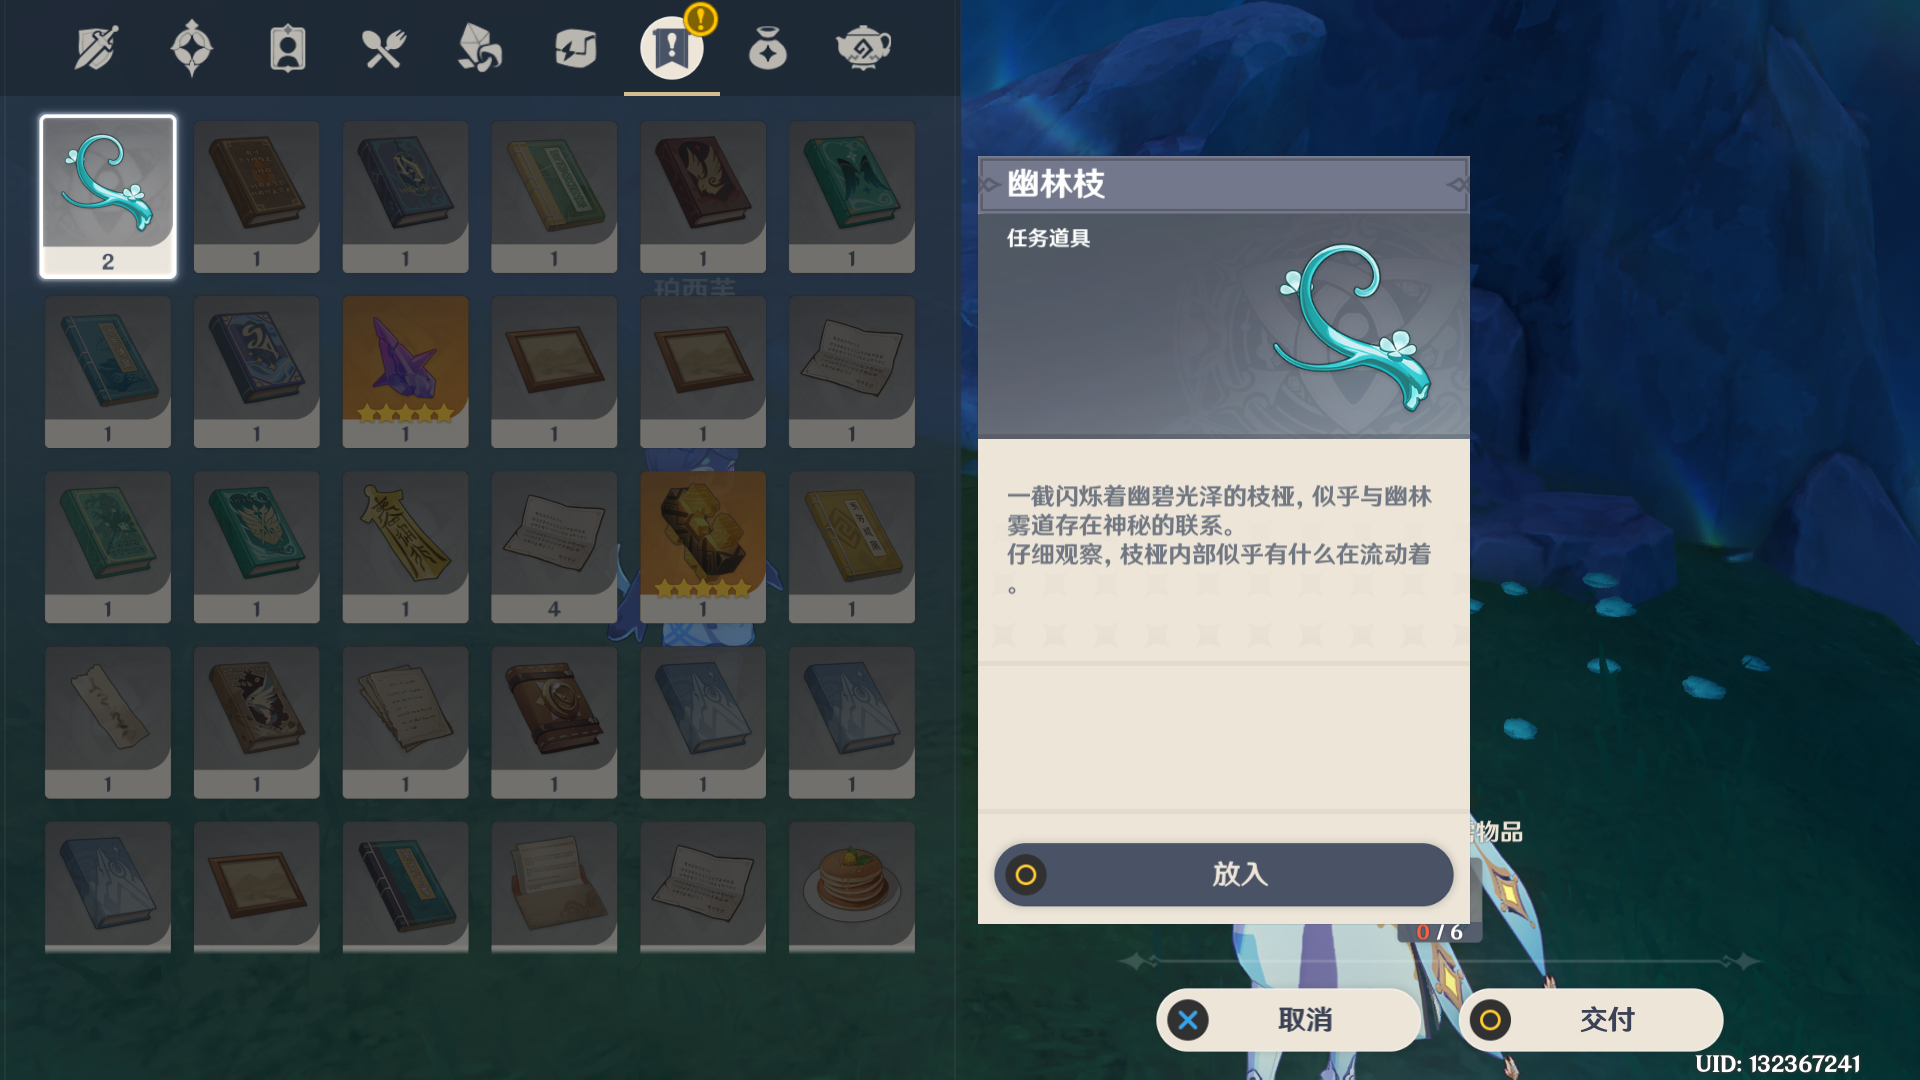 幽林枝
任务道具
一截闪烁着幽碧光泽的枝桠，似乎与幽林
雾道存在神秘的联系。
仔细观察，枝桠内部似乎有什么在流动着
。
放入
2
1
1
1
1
1
珀西芙
1
1
1
1
1
1
1
1
1
4
1
1
1
1
1
1
1
1
物品
0 / 6
取消
交付
UID: 132367241